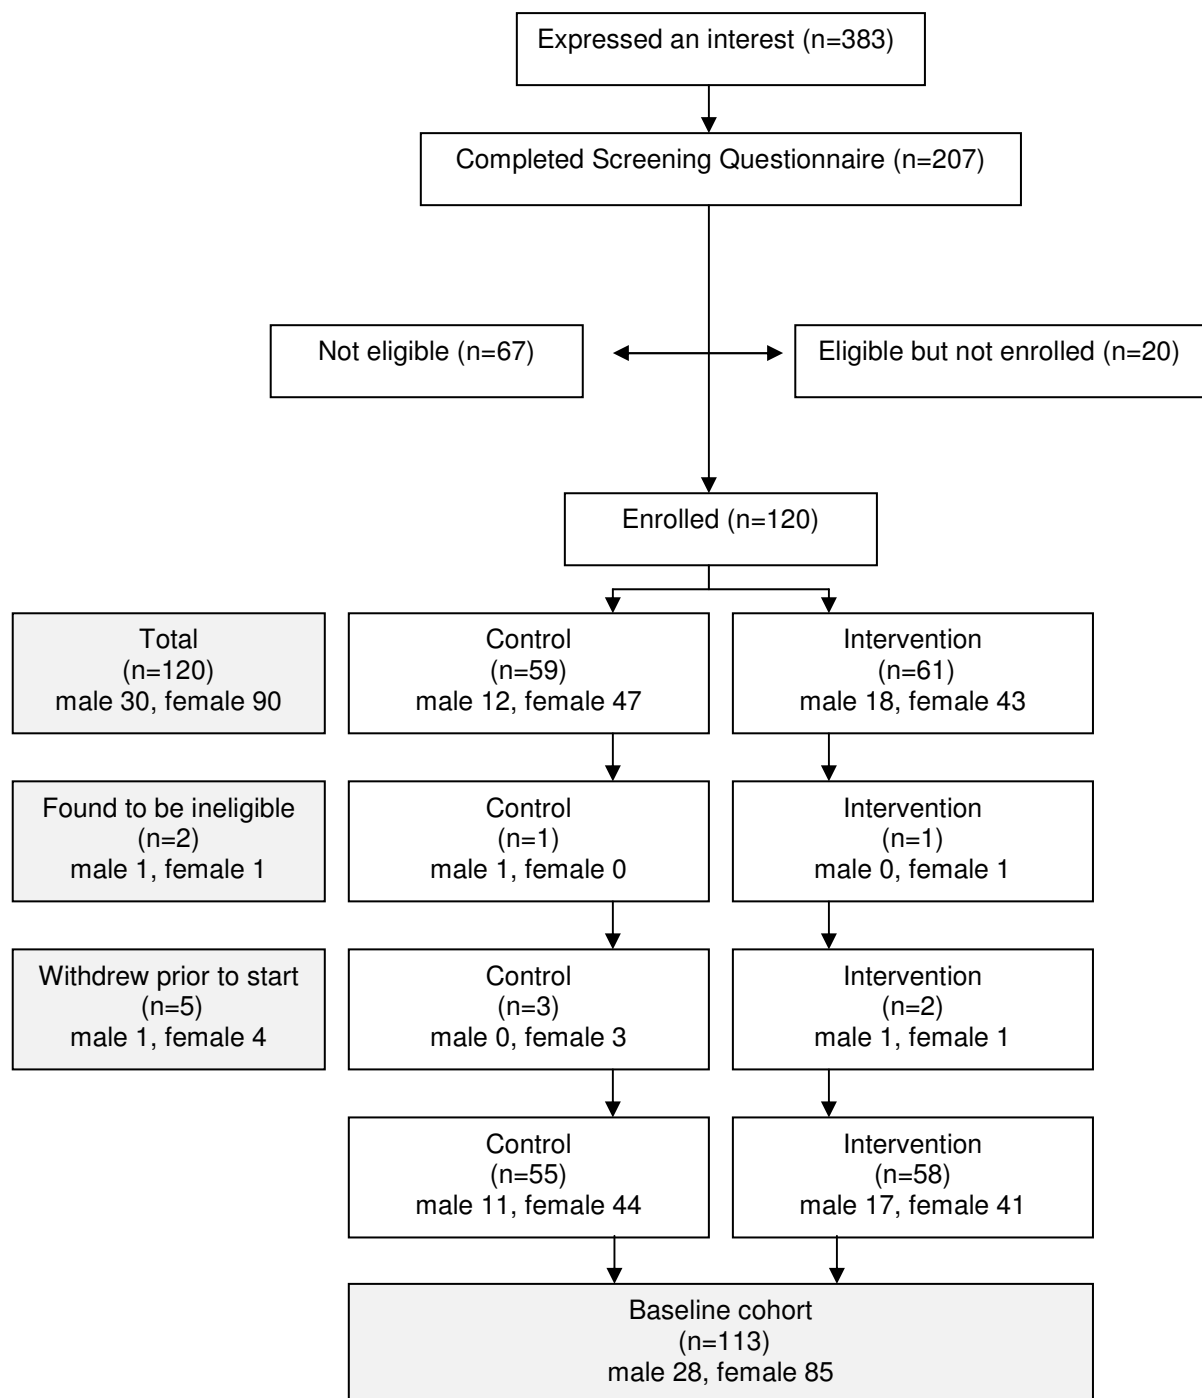 Expressed an interest (n=383)
Completed Screening Questionnaire (n=207)
Not eligible (n=67)
Eligible but not enrolled (n=20)
Enrolled (n=120)
Total
(n=120)
male 30, female 90
Control
(n=59)
male 12, female 47
Intervention
(n=61)
male 18, female 43
Found to be ineligible
(n=2)
male 1, female 1
Control
(n=1)
male 1, female 0
Intervention
(n=1)
male 0, female 1
Withdrew prior to start
(n=5)
male 1, female 4
Control
(n=3)
male 0, female 3
Intervention
(n=2)
male 1, female 1
Control
(n=55)
male 11, female 44
Intervention
(n=58)
male 17, female 41
Baseline cohort
(n=113)
male 28, female 85